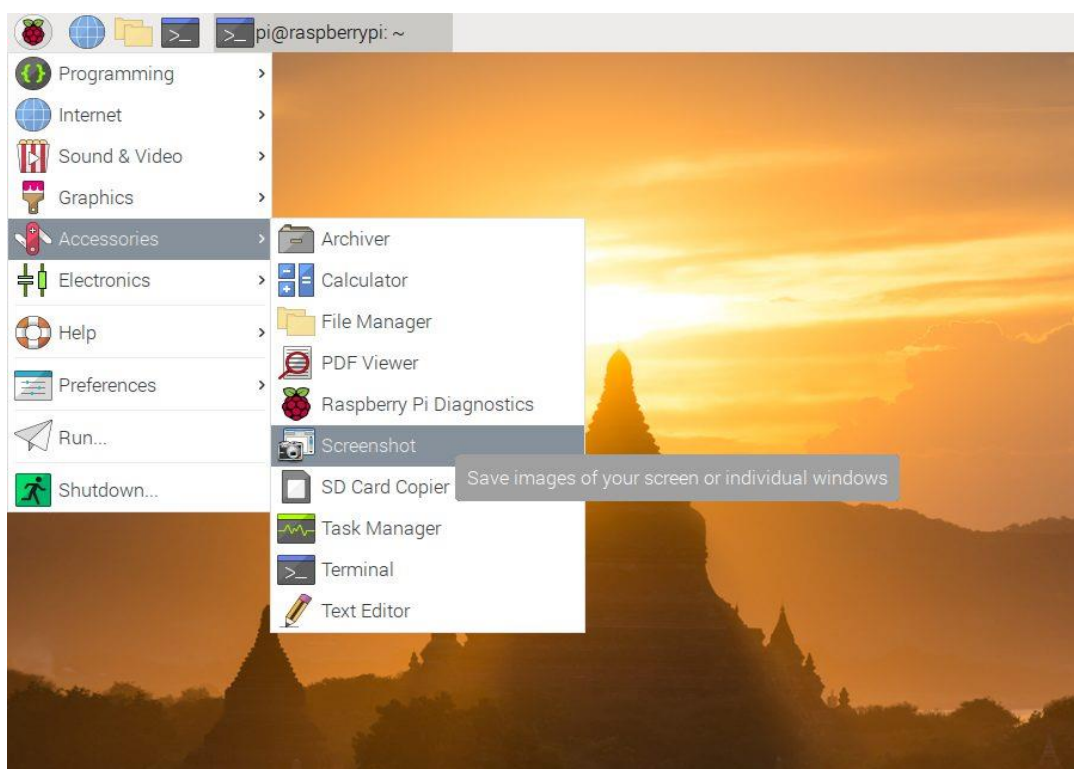 pi@raspberrypi: ~
Programming
Internet
Sound & Video
Graphics
Accessories
Electronics
Help
Preferences
Run...
Shutdown...
Archiver
Calculator
File Manager
PDF Viewer
Raspberry Pi Diagnostics
Screenshot
Save images of your screen or individual windows
SD Card Copier
Task Manager
Terminal
Text Editor